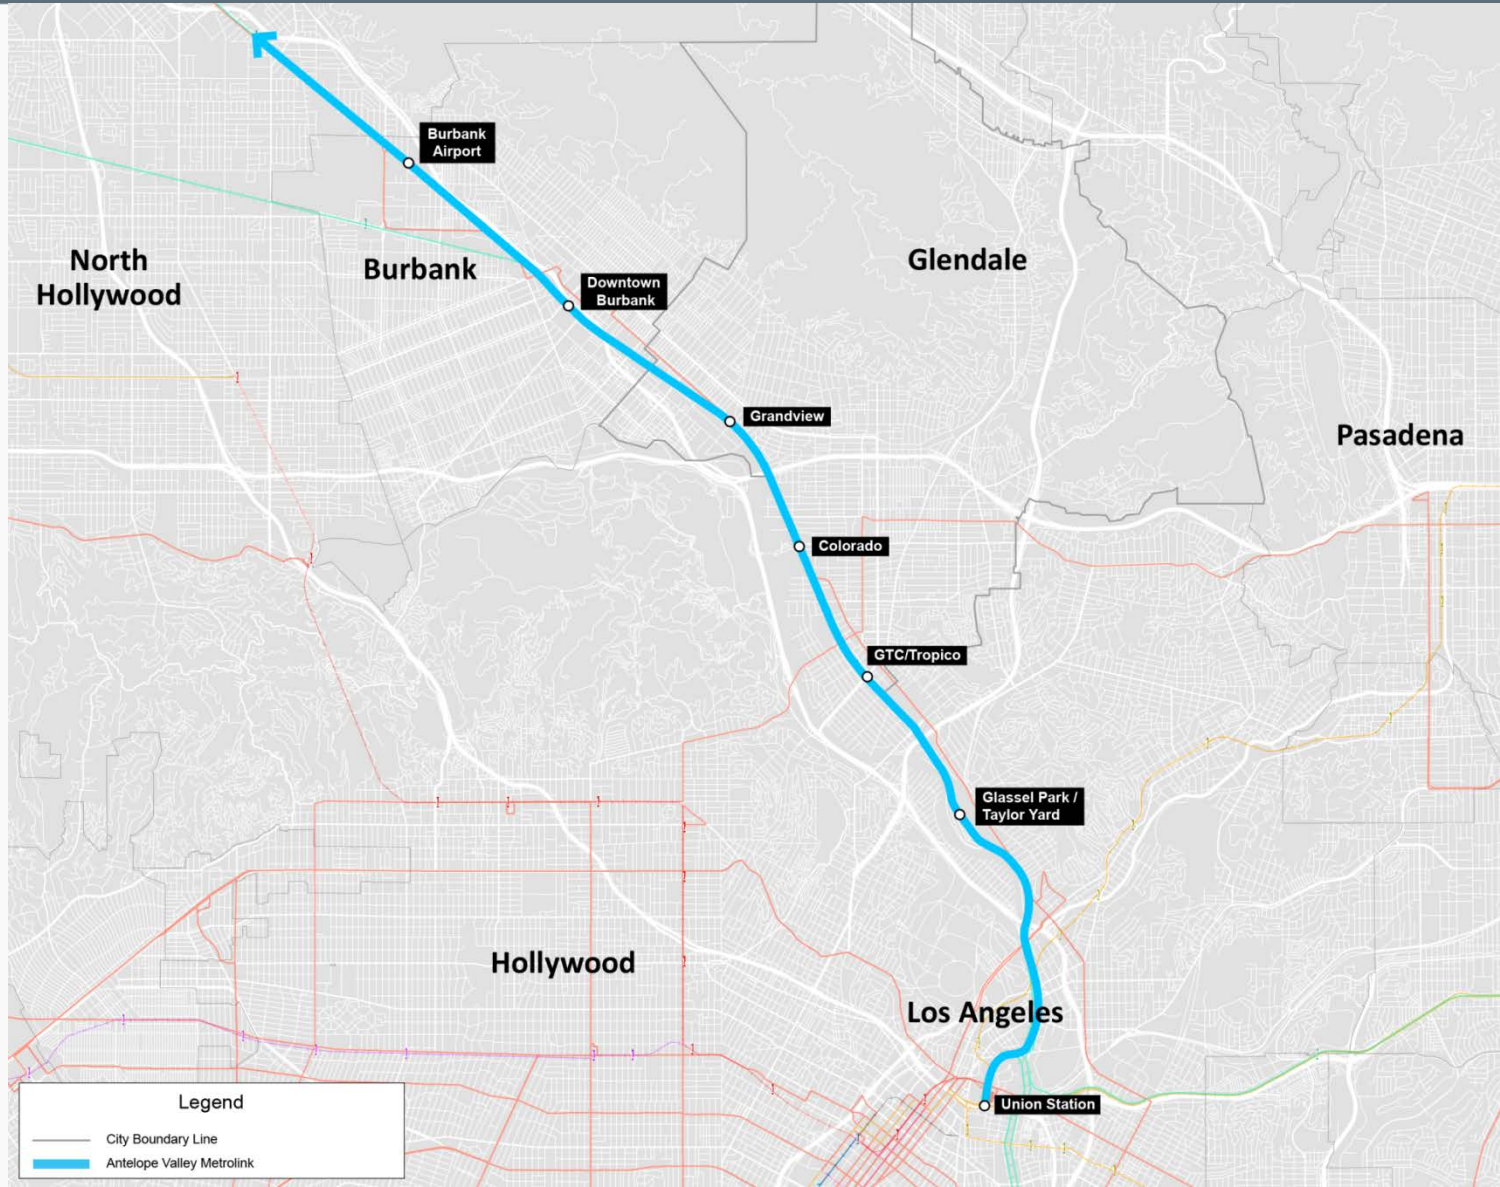 Burbank
Airport
North
Hollywood
Burbank
Glendale
Downtown
Burbank
Grandview
Pasadena
Colorado
GTC/Tropico
Glassel Park /
Taylor Yard
Hollywood
Los Angeles
Union Station
Legend
City Boundary Line
Antelope Valley Metrolink